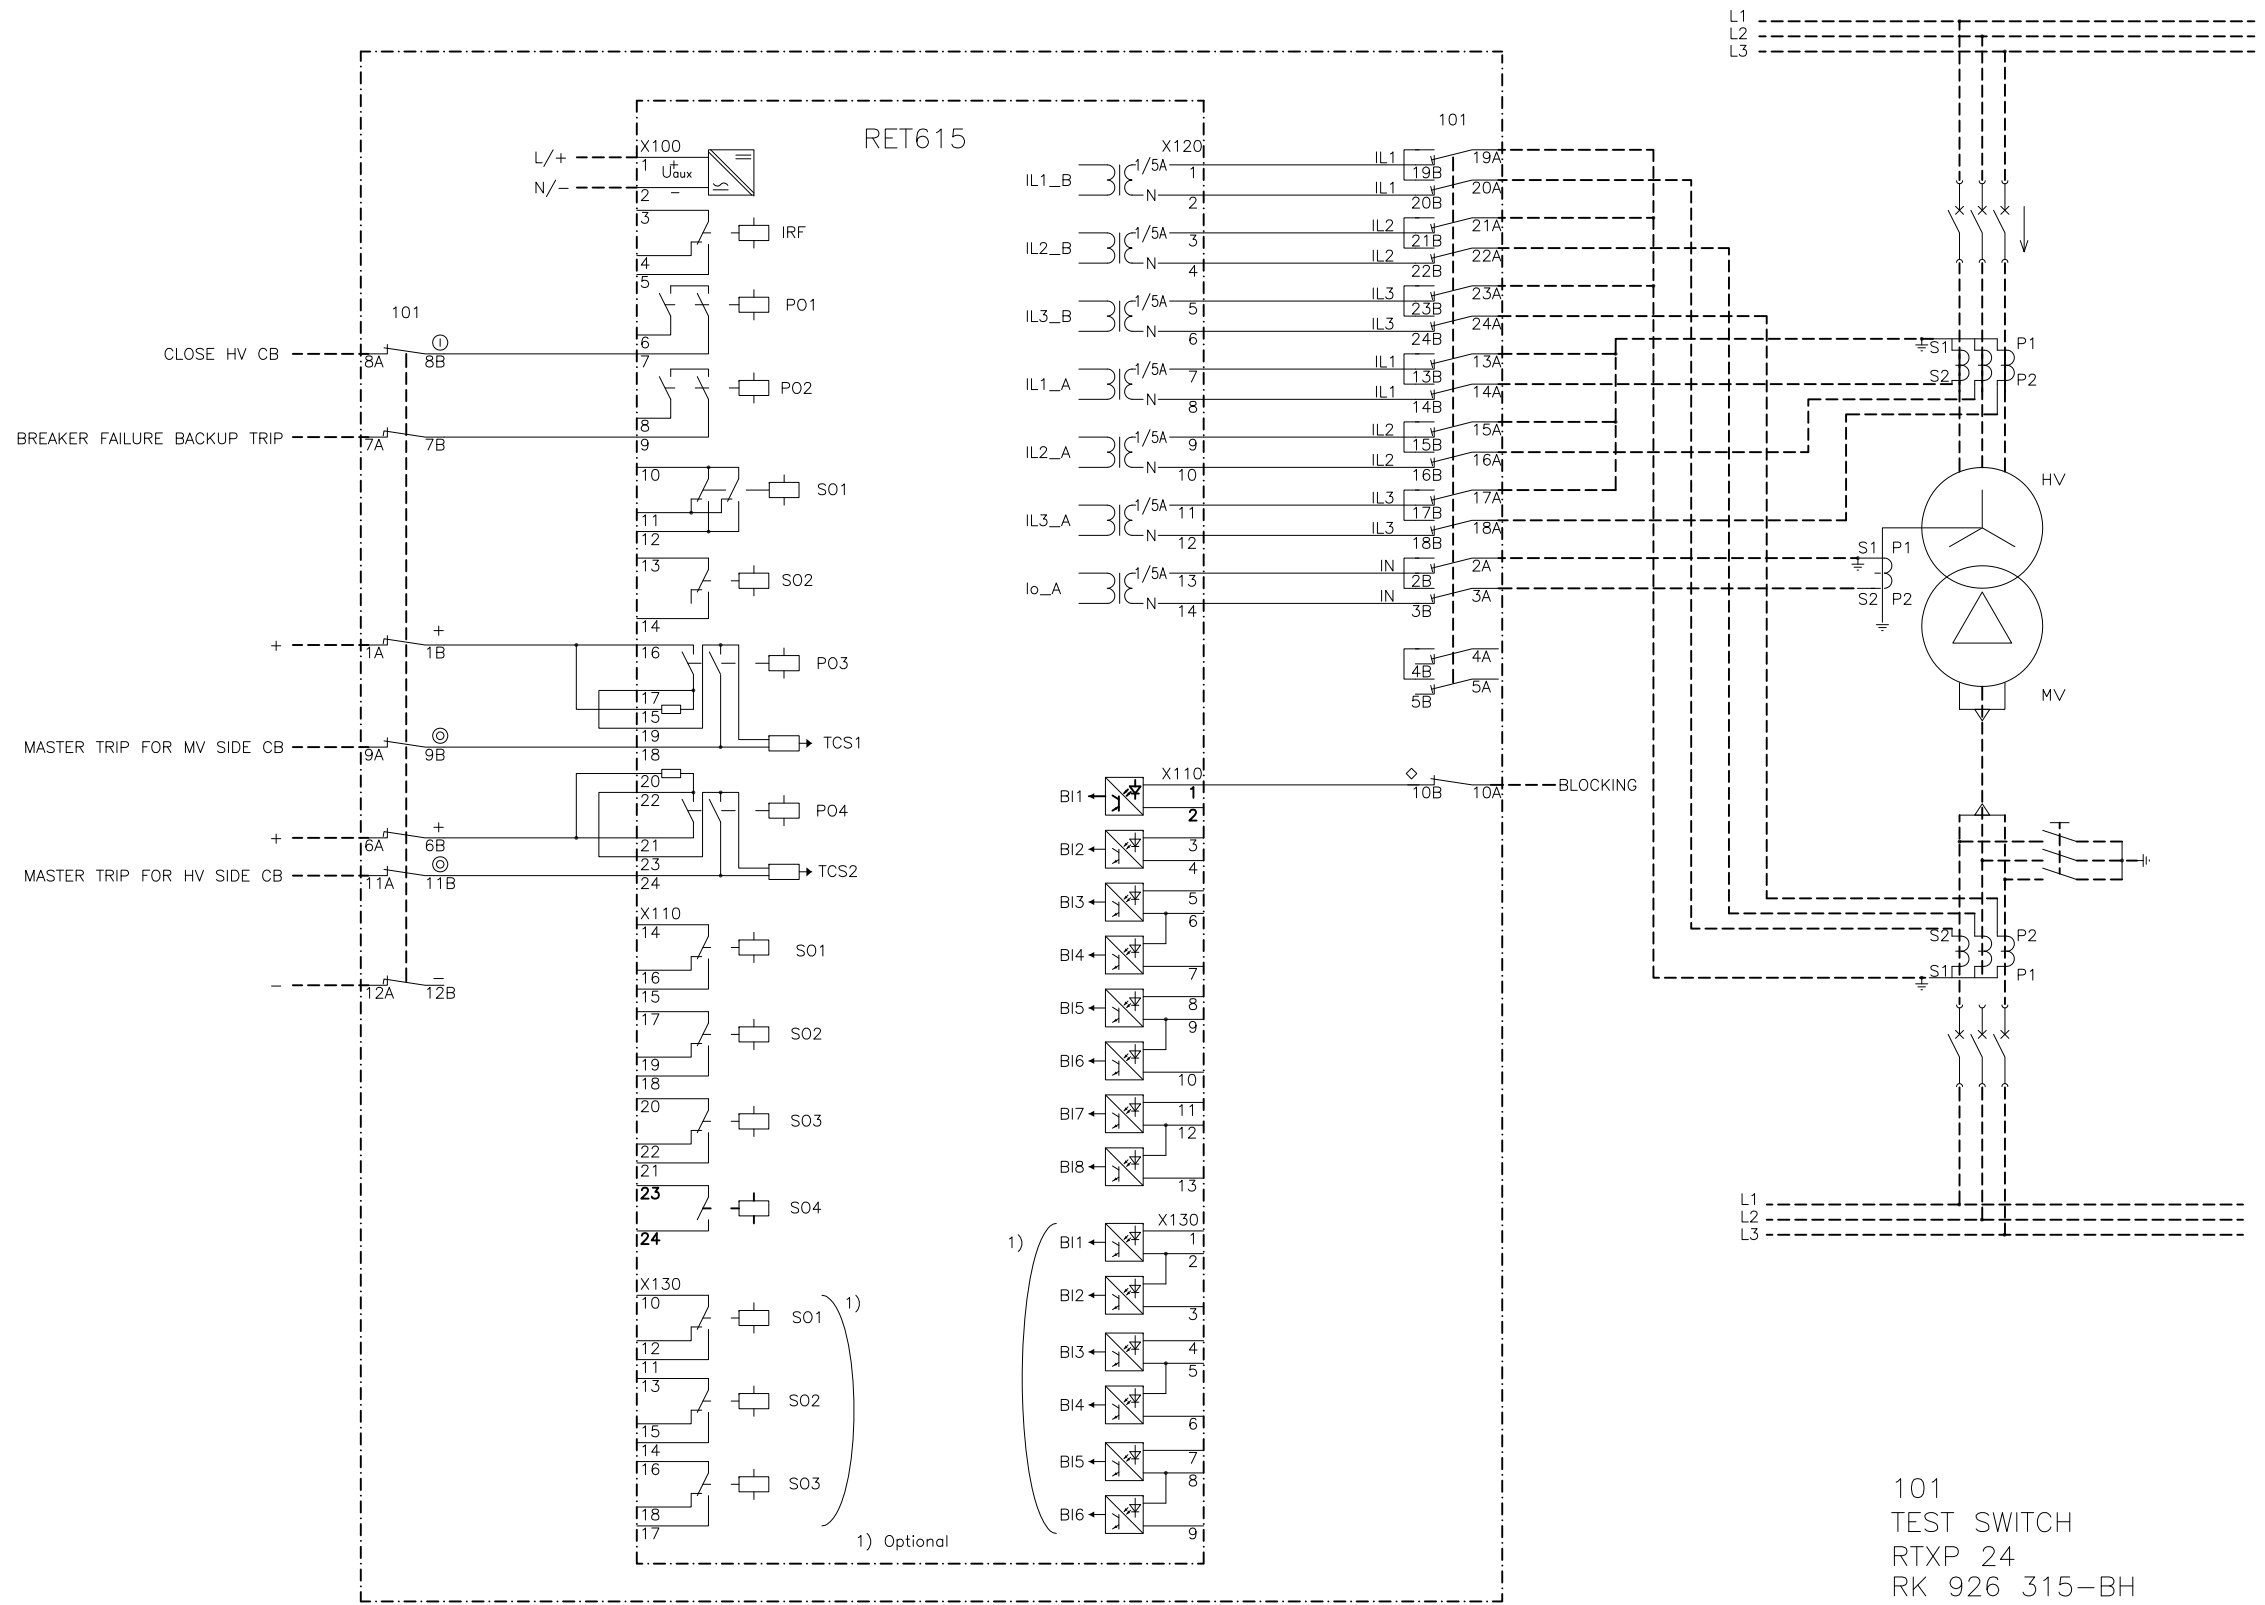 L1
L2
L3
RET615
101
X100
L/+
1
+
Uaux
N/-
-
2
3
IRF
4
5
PO1
101
CLOSE HV CB
8A
8B
6
7
PO2
BREAKER FAILURE BACKUP TRIP
7A
7B
8
9
10
SO1
11
12
13
SO2
14
+
1A
+
1B
16
PO3
17
15
19
TCS1
MASTER TRIP FOR MV SIDE CB
9A
9B
18
20
22
PO4
+
6A
+
6B
21
23
TCS2
MASTER TRIP FOR HV SIDE CB
11A
11B
24
X110
14
SO1
16
15
-
12A
-
12B
17
SO2
19
18
20
SO3
22
21
23
SO4
24
X130
10
1)
SO1
12
11
13
SO2
15
14
16
SO3
18
17
1) Optional
X120
IL1_B
1/5A
1
IL1
19B
19A
N
2
IL1
20B
20A
IL2_B
1/5A
3
IL2
21B
21A
N
4
IL2
22B
22A
IL3_B
1/5A
5
IL3
23B
23A
N
6
IL3
24B
24A
IL1_A
1/5A
7
IL1
13B
13A
N
8
IL1
14B
14A
IL2_A
1/5A
9
IL2
15B
15A
N
10
IL2
16B
16A
IL3_A
1/5A
11
IL3
17B
17A
N
12
IL3
18B
18A
Io_A
1/5A
13
IN
2B
2A
N
14
IN
3B
3A
4B
4A
5B
5A
X110
BI1
1
10B
10A
BLOCKING
2
BI2
3
4
BI3
5
6
BI4
7
BI5
8
9
BI6
10
BI7
11
12
BI8
13
X130
1)
BI1
1
2
BI2
3
BI3
4
5
BI4
6
BI5
7
8
BI6
9
S1
P1
S2
P2
HV
S1
P1
S2
P2
MV
S2
P2
S1
P1
L1
L2
L3
101
TEST SWITCH
RTXP 24
RK 926 315-BH